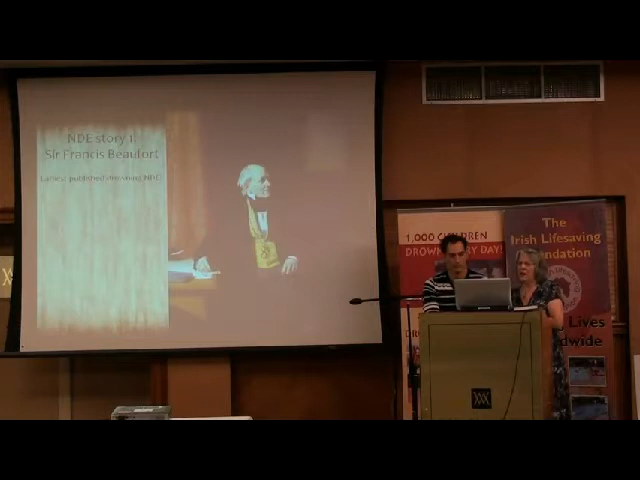 NDE story 1:
Sir Francis Beaufort
Earliest published drowning NDE
1,000 CHILDREN
DROWN EVERY DAY!
The
Irish Lifesaving
Foundation
Lives